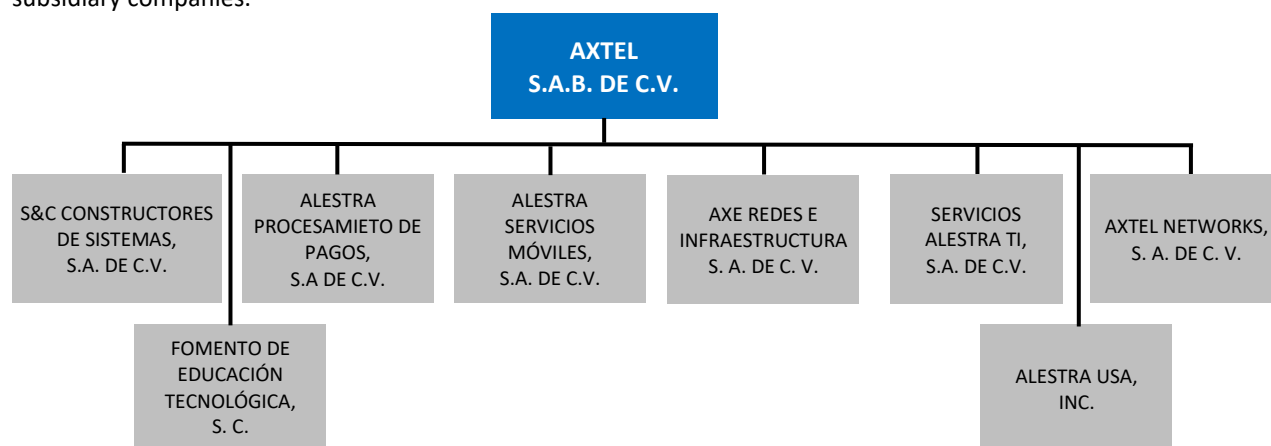 subsidiary companies:
AXTEL
S.A.B. DE C.V.
S&C CONSTRUCTORES
DE SISTEMAS,
S.A. DE C.V.
ALESTRA
PROCESAMIETO DE
PAGOS,
S.A DE C.V.
ALESTRA
SERVICIOS
MÓVILES,
S.A. DE C.V.
AXE REDES E
INFRAESTRUCTURA
S. A. DE C. V.
SERVICIOS
ALESTRA TI,
S.A. DE C.V.
AXTEL NETWORKS,
S. A. DE C. V.
FOMENTO DE
EDUCACIÓN
TECNOLÓGICA,
S. C.
ALESTRA USA,
INC.